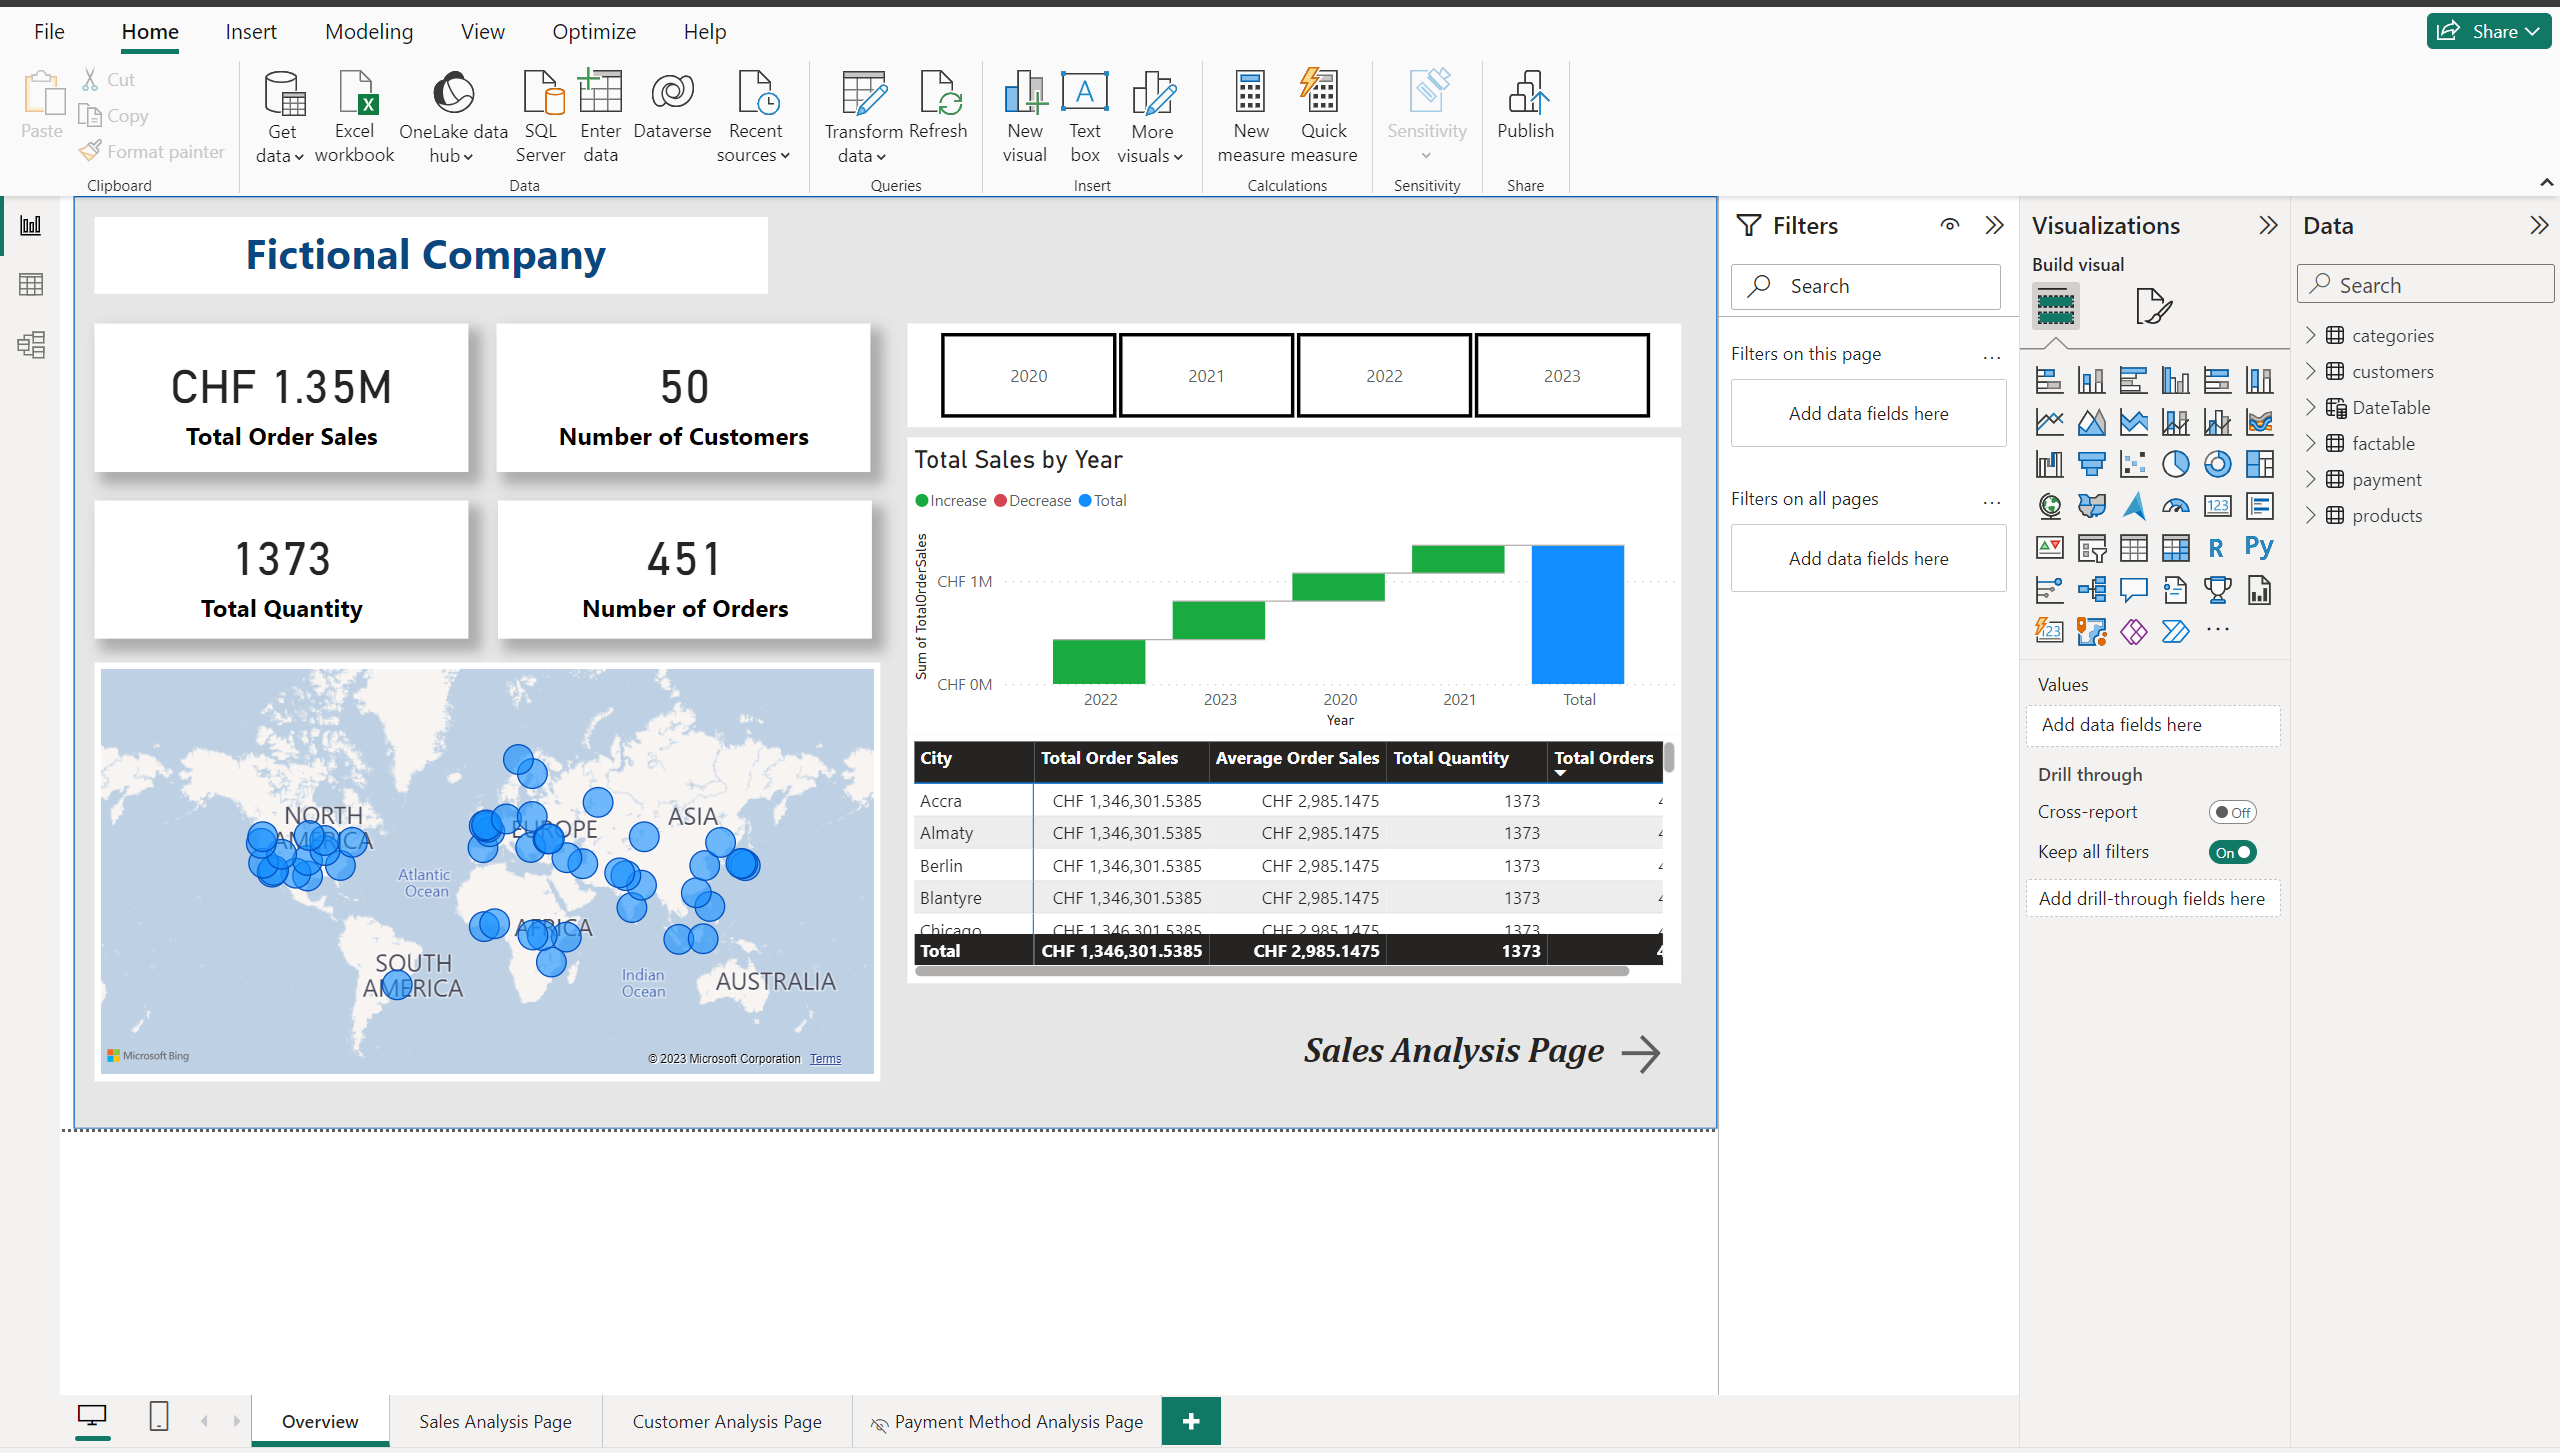 File Home Insert Modeling View Optimize Help Share
Paste Cut Copy Format painter
Get data Excel workbook OneLake data hub SQL Server Enter data Dataverse Recent sources
Transform data Refresh
New visual Text box More visuals
New measure Quick measure
Sensitivity
Publish
Clipboard Data Queries Insert Calculations Sensitivity Share
Fictional Company
CHF 1.35M
Total Order Sales
50
Number of Customers
1373
Total Quantity
451
Number of Orders
2020 2021 2022 2023
Total Sales by Year
Increase Decrease Total
Sum of TotalOrderSales
CHF 1M
CHF 0M
2022 2023 2020 2021 Total
Year
NORTH AMERICA
EUROPE
ASIA
Atlantic Ocean
AFRICA
SOUTH AMERICA
Indian Ocean
AUSTRALIA
Microsoft Bing
© 2023 Microsoft Corporation Terms
City Total Order Sales Average Order Sales Total Quantity Total Orders
Accra CHF 1,346,301.5385 CHF 2,985.1475 1373
Almaty CHF 1,346,301.5385 CHF 2,985.1475 1373
Berlin CHF 1,346,301.5385 CHF 2,985.1475 1373
Blantyre CHF 1,346,301.5385 CHF 2,985.1475 1373
Chicago CHF 1,346,301.5385 CHF 2,985.1475 1373
Total CHF 1,346,301.5385 CHF 2,985.1475 1373
Sales Analysis Page
Filters
Search
Filters on this page ...
Add data fields here
Filters on all pages ...
Add data fields here
Visualizations
Build visual
123
R Py
123
...
Values
Add data fields here
Drill through
Cross-report Off
Keep all filters On
Add drill-through fields here
Data
Search
categories
customers
DateTable
factable
payment
products
Overview Sales Analysis Page Customer Analysis Page Payment Method Analysis Page +